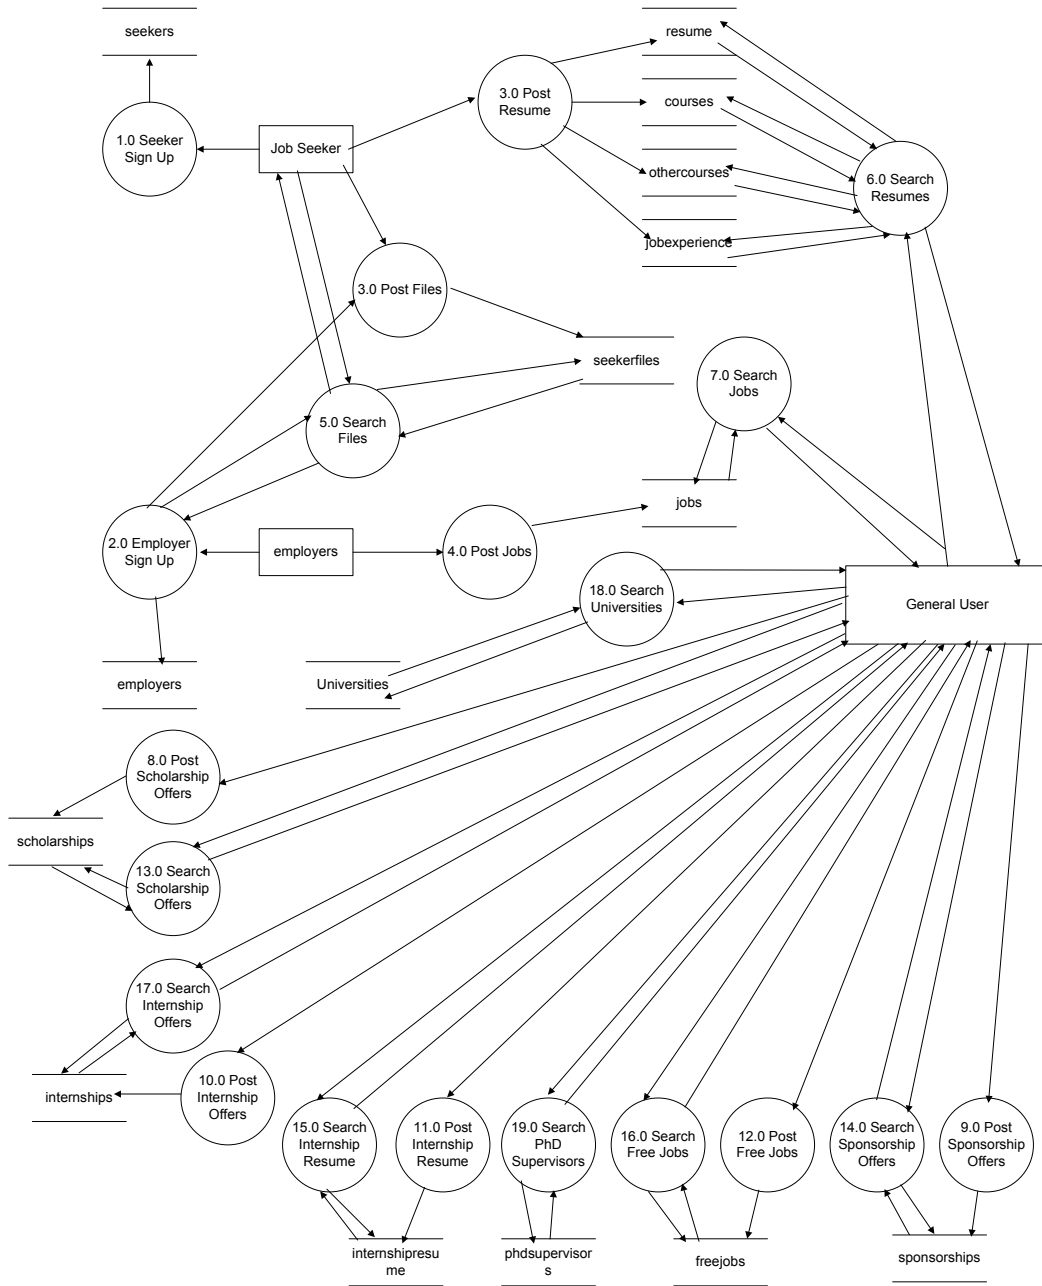 seekers
resume
3.0 Post
Resume
courses
1.0 Seeker
Sign Up
Job Seeker
othercourses
6.0 Search
Resumes
jobexperience
3.0 Post Files
seekerfiles
7.0 Search
Jobs
5.0 Search
Files
jobs
2.0 Employer
Sign Up
employers
4.0 Post Jobs
18.0 Search
Universities
General User
employers
Universities
8.0 Post
Scholarship
Offers
scholarships
13.0 Search
Scholarship
Offers
17.0 Search
Internship
Offers
internships
10.0 Post
Internship
Offers
15.0 Search
Internship
Resume
11.0 Post
Internship
Resume
19.0 Search
PhD
Supervisors
16.0 Search
Free Jobs
12.0 Post
Free Jobs
14.0 Search
Sponsorship
Offers
9.0 Post
Sponsorship
Offers
internshipresu
me
phdsupervisor
s
freejobs
sponsorships